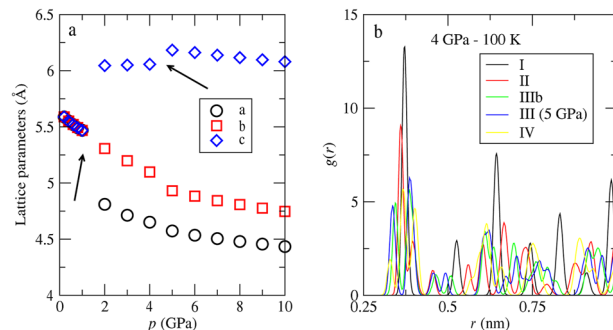 a
Lattice parameters (Å)
6.5
6
5.5
5
4.5
4
0
2
4
6
8
10
p (GPa)
a
b
c
b
4 GPa - 100 K
g(r)
15
10
5
0
0.25
0.5
0.75
r (nm)
I
II
IIIb
III (5 GPa)
IV